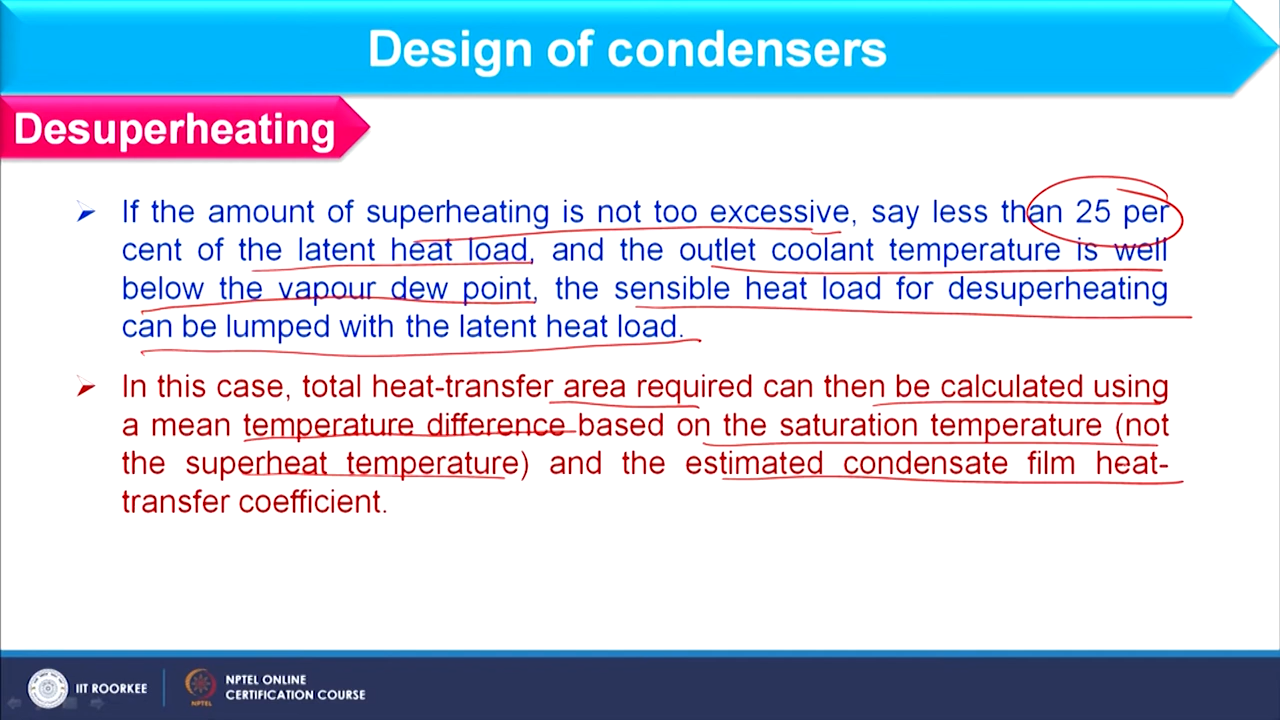 Design of condensers
Desuperheating
If the amount of superheating is not too excessive, say less than 25 per
cent of the latent heat load, and the outlet coolant temperature is well
below the vapour dew point, the sensible heat load for desuperheating
can be lumped with the latent heat load.
In this case, total heat-transfer area required can then be calculated using
a mean temperature difference based on the saturation temperature (not
the superheat temperature) and the estimated condensate film heat-
transfer coefficient.
IIT ROORKEE
NPTEL
NPTEL ONLINE
CERTIFICATION COURSE